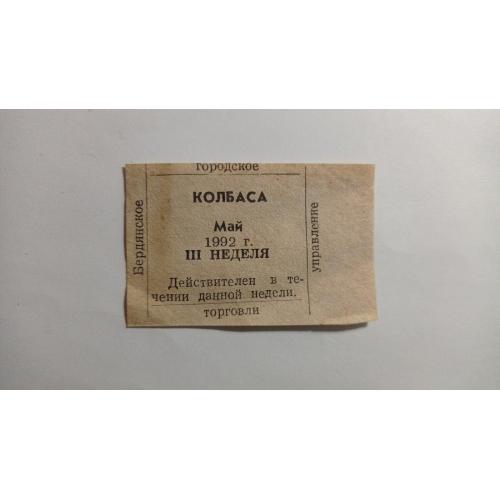 Бердянское
городское
управление
торговли
КОЛБАСА
Май
1992 г.
III НЕДЕЛЯ
Действителен в те-
чении данной недели.